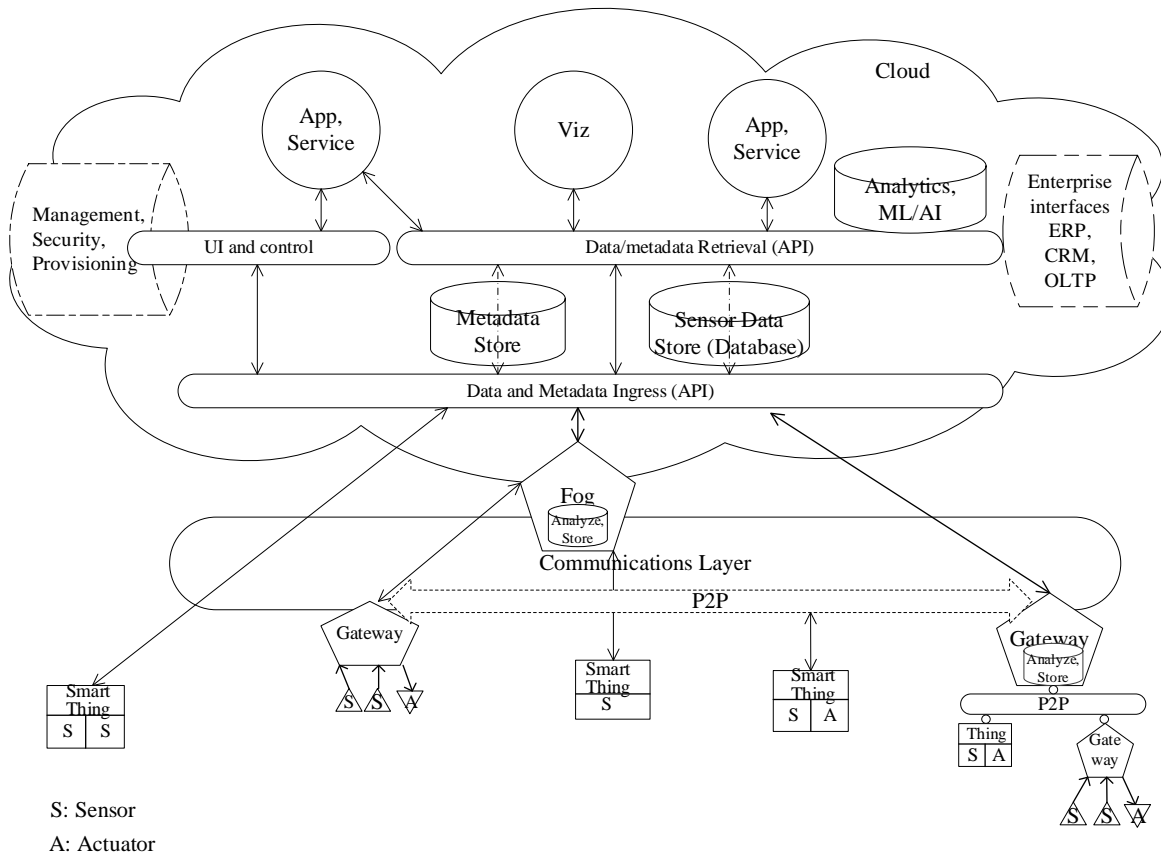 Cloud
App,
Service
Viz
App,
Service
Analytics,
ML/AI
Management,
Security,
Provisioning
Enterprise
interfaces
ERP,
CRM,
OLTP
UI and control
Data/metadata Retrieval (API)
Metadata
Store
Sensor Data
Store (Database)
Data and Metadata Ingress (API)
Fog
Analyze,
Store
Communications Layer
P2P
Gateway
S
S
A
Smart
Thing
S
S
Smart
Thing
S
Smart
Thing
S
A
Gateway
Analyze,
Store
P2P
Thing
S
A
Gate
way
S
S
A
S: Sensor
A: Actuator